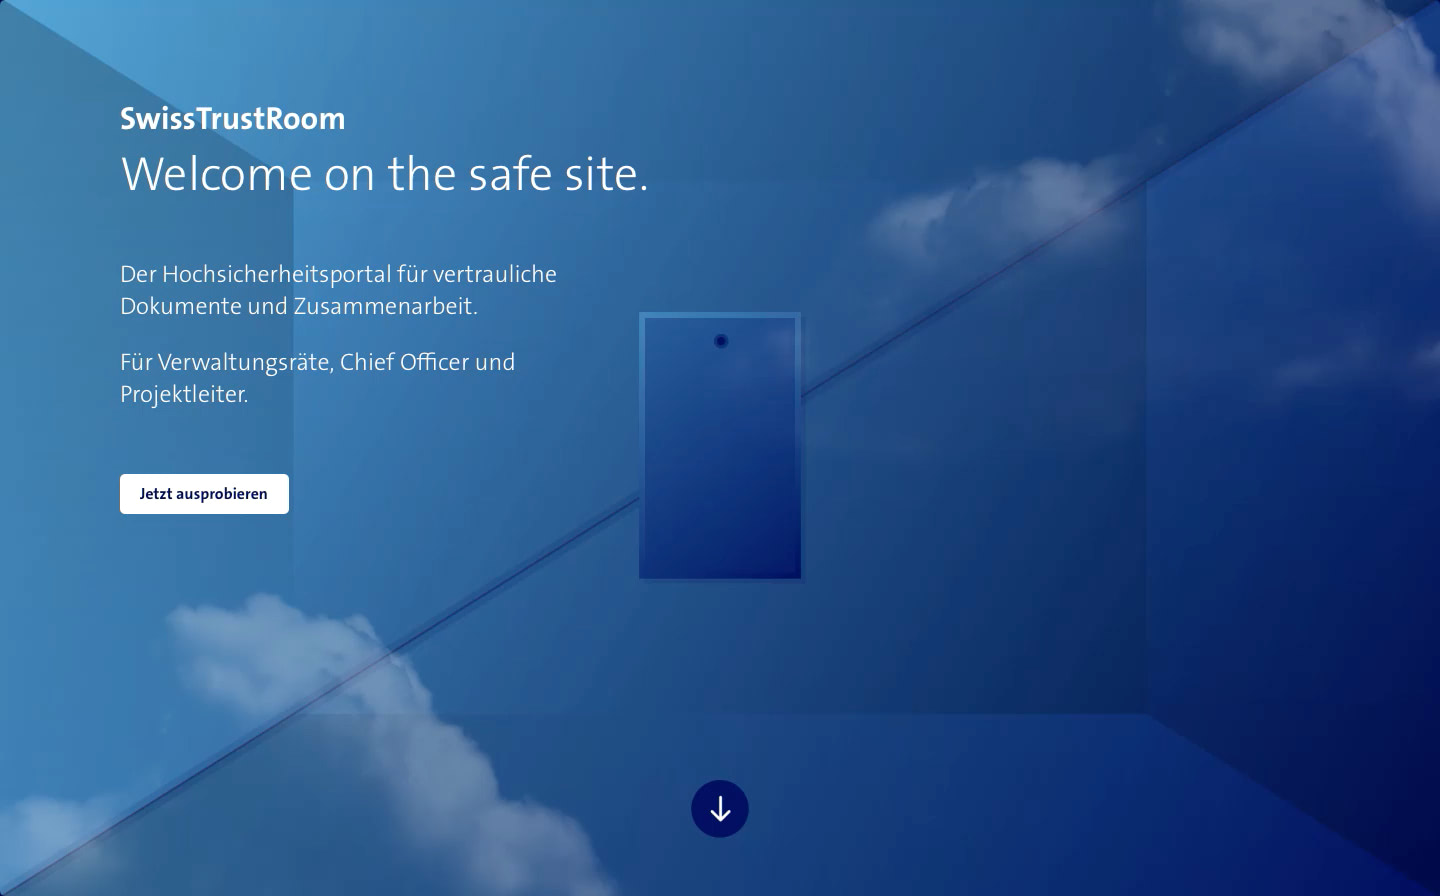 SwissTrustRoom
Welcome on the safe site.
Der Hochsicherheitsportal für vertrauliche
Dokumente und Zusammenarbeit.
Für Verwaltungsräte, Chief Officer und
Projektleiter.
Jetzt ausprobieren